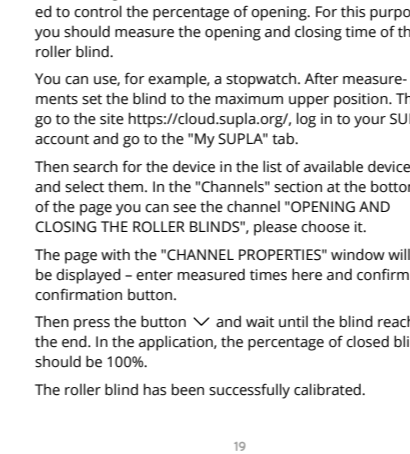 ed to control the percentage of opening. For this purpo
you should measure the opening and closing time of th
roller blind.
You can use, for example, a stopwatch. After measure-
ments set the blind to the maximum upper position. Th
go to the site https://cloud.supla.org/, log in to your SU
account and go to the "My SUPLA" tab.
Then search for the device in the list of available device
and select them. In the "Channels" section at the bottor
of the page you can see the channel "OPENING AND
CLOSING THE ROLLER BLINDS", please choose it.
The page with the "CHANNEL PROPERTIES" window will
be displayed – enter measured times here and confirm
confirmation button.
Then press the button and wait until the blind reach
the end. In the application, the percentage of closed bli
should be 100%.
The roller blind has been successfully calibrated.
19